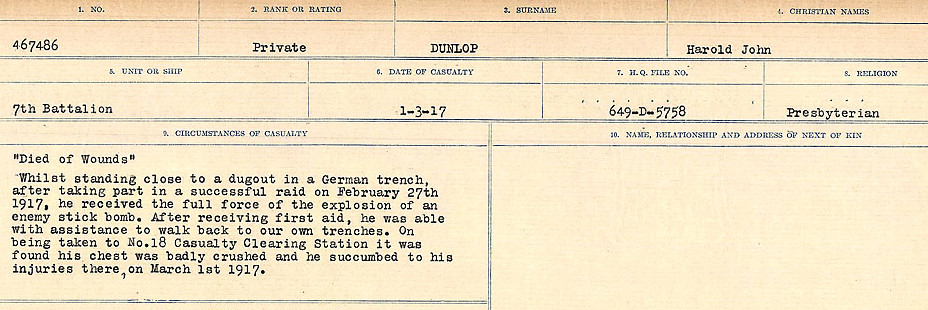 1. NO. 2. RANK OR RATING 3. SURNAME 4. CHRISTIAN NAMES
467486 Private DUNLOP Harold John
5. UNIT OR SHIP 6. DATE OF CASUALTY 7. H.Q. FILE NO. 8. RELIGION
7th Battalion 1-3-17 649-D-5758 Presbyterian
9. CIRCUMSTANCES OF CASUALTY 10. NAME, RELATIONSHIP AND ADDRESS OF NEXT OF KIN
"Died of Wounds"
Whilst standing close to a dugout in a German trench,
after taking part in a successful raid on February 27th
1917, he received the full force of the explosion of an
enemy stick bomb. After receiving first aid, he was able
with assistance to walk back to our own trenches. On
being taken to No.18 Casualty Clearing Station it was
found his chest was badly crushed and he succumbed to his
injuries there, on March 1st 1917.